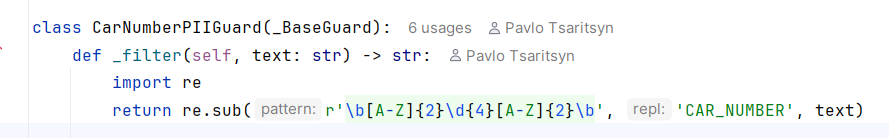 class CarNumberPIIGuard(_BaseGuard): 6 usages Pavlo Tsaritsyn
def _filter(self, text: str) -> str: Pavlo Tsaritsyn
import re
return re.sub( pattern: r'\b[A-Z]{2}\d{4}[A-Z]{2}\b', repl: 'CAR_NUMBER', text)